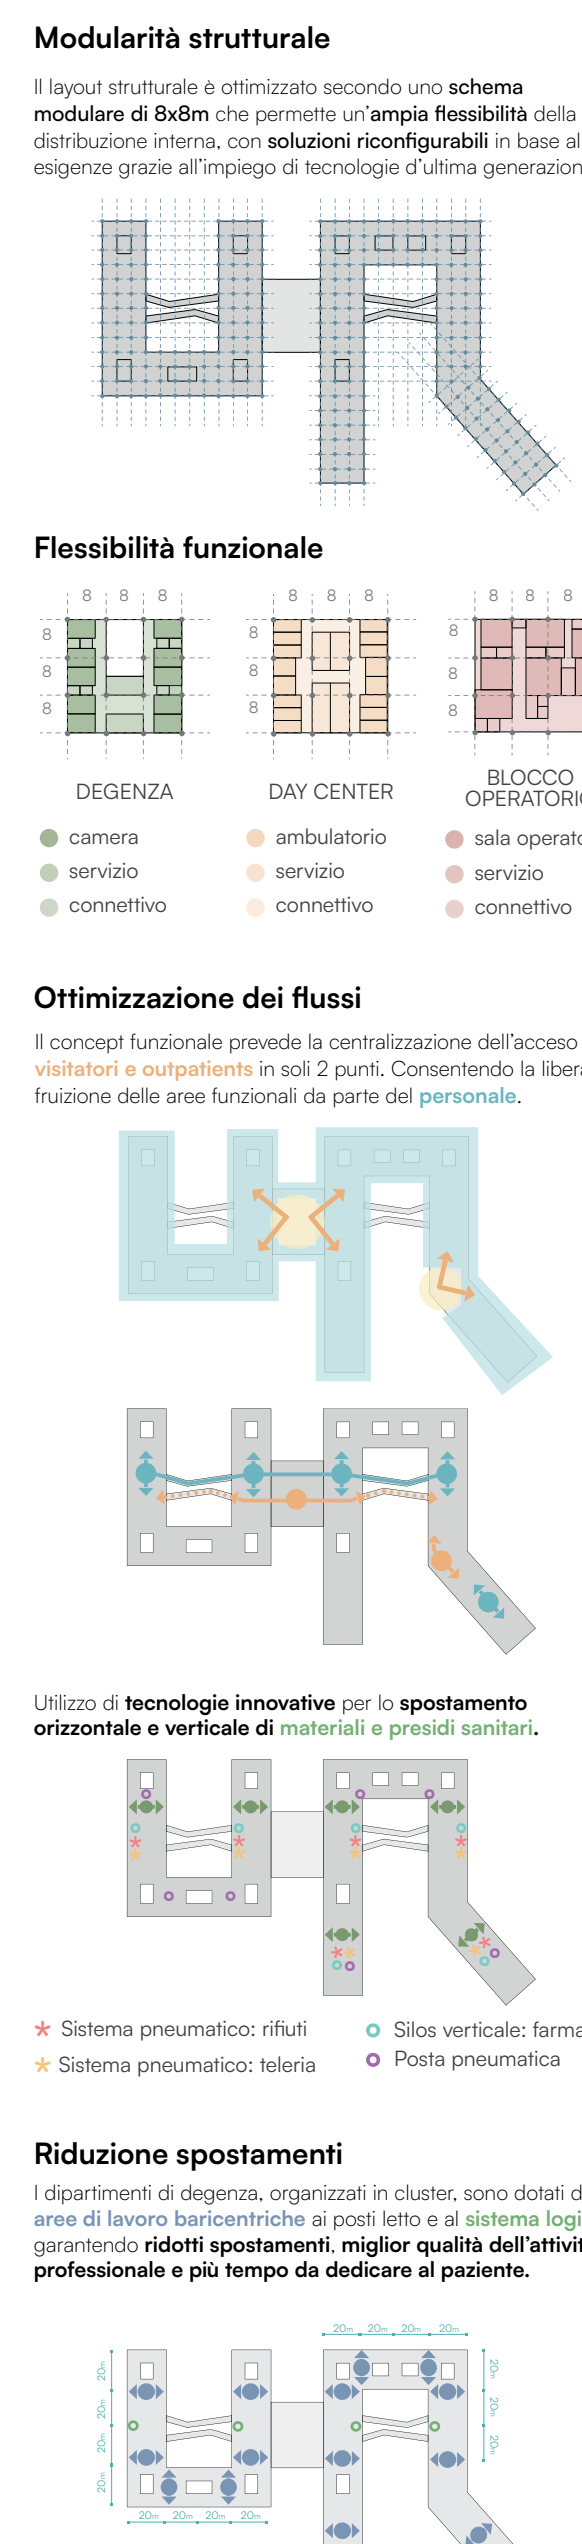 Modularità strutturale
Il layout strutturale è ottimizzato secondo uno schema
modulare di 8x8m che permette un'ampia flessibilità della
distribuzione interna, con soluzioni riconfigurabili in base al
esigenze grazie all'impiego di tecnologie d'ultima generazion
Flessibilità funzionale
8 8 8
8 8 8
8 8 8
8 8 8
8 8 8
8 8 8
DEGENZA
DAY CENTER
BLOCCO
OPERATORI
camera
ambulatorio
sala operato
servizio
servizio
servizio
connettivo
connettivo
connettivo
Ottimizzazione dei flussi
Il concept funzionale prevede la centralizzazione dell'acceso
visitatori e outpatients in soli 2 punti. Consentendo la libera
fruizione delle aree funzionali da parte del personale.
Utilizzo di tecnologie innovative per lo spostamento
orizzontale e verticale di materiali e presidi sanitari.
Sistema pneumatico: rifiuti
Silos verticale: farma
Sistema pneumatico: teleria
Posta pneumatica
Riduzione spostamenti
I dipartimenti di degenza, organizzati in cluster, sono dotati d
aree di lavoro baricentriche ai posti letto e al sistema logi
garantendo ridotti spostamenti, miglior qualità dell'attivit
professionale e più tempo da dedicare al paziente.
20m 20m 20m 20m
20m
20m
20m
20m
20m
20m
20m
20m 20m 20m 20m